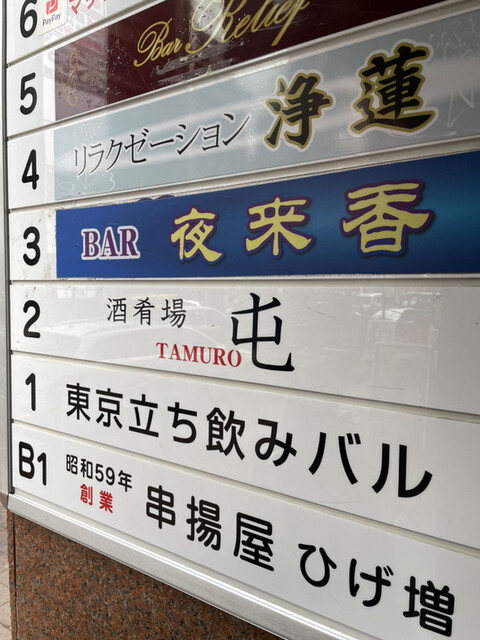 6 PayPay
5 Bar Relief
4 リラクゼーション 浄蓮
3 BAR 夜来香
2 酒肴場 屯 TAMURO
1 東京立ち飲みバル
B1 昭和59年 創業 串揚屋 ひげ増